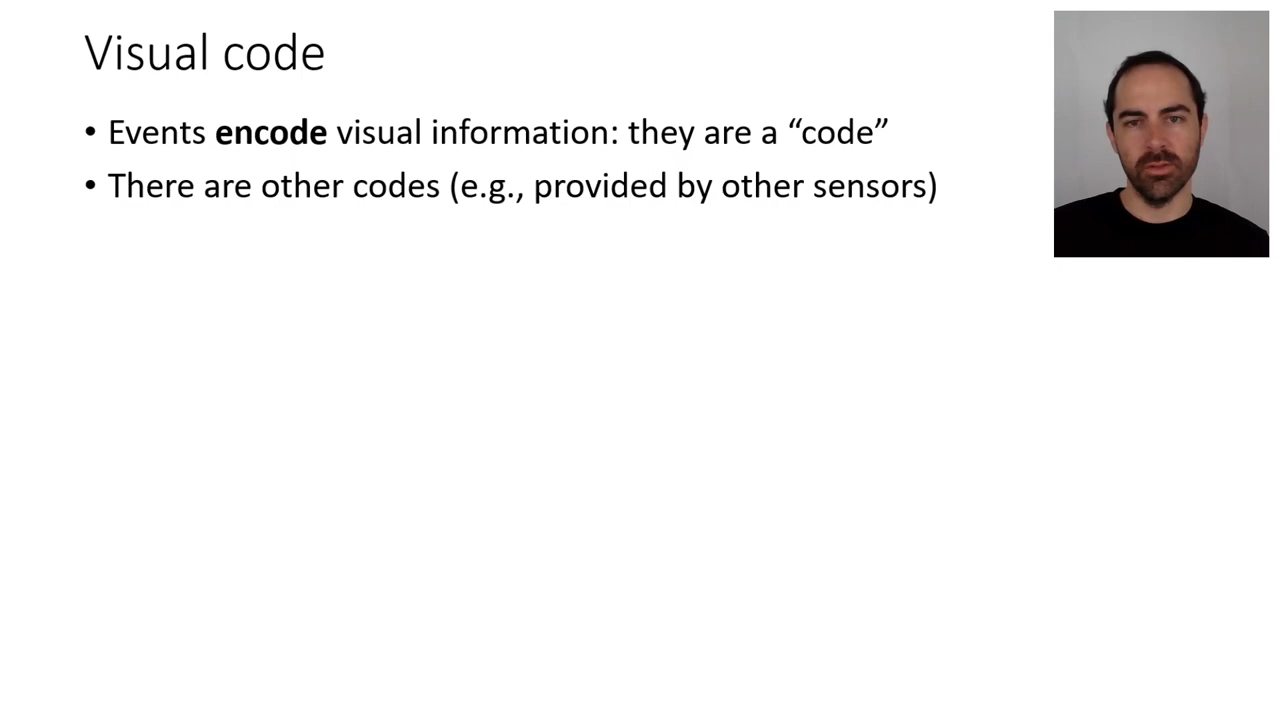 Visual code
• Events encode visual information: they are a “code”
• There are other codes (e.g., provided by other sensors)